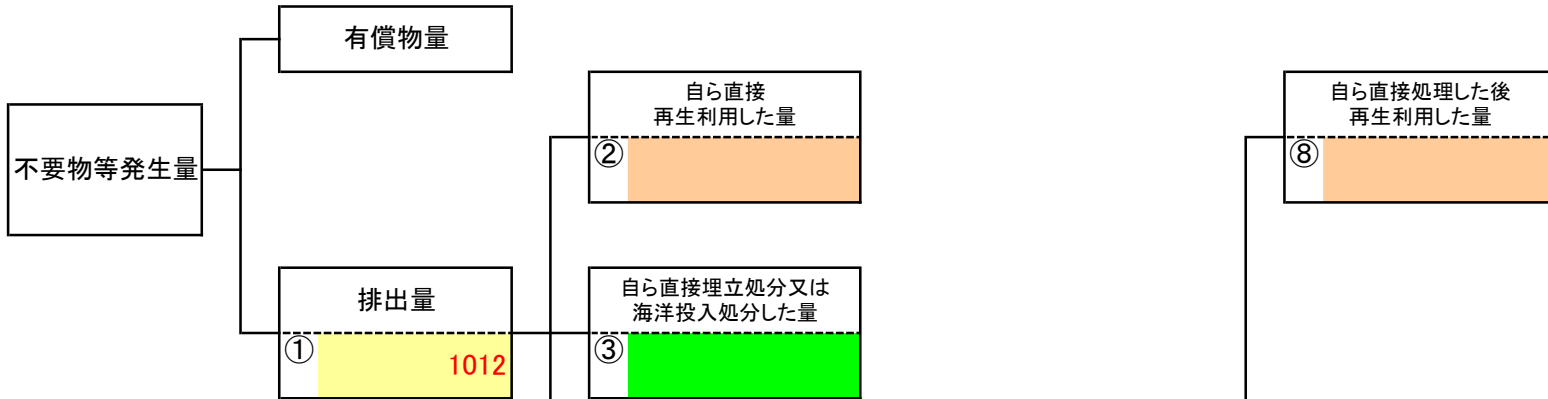 有償物量
不要物等発生量
自ら直接
再生利用した量
②
自ら直接処理した後
再生利用した量
⑧
排出量
①
1012
自ら直接埋立処分又は
海洋投入処分した量
③